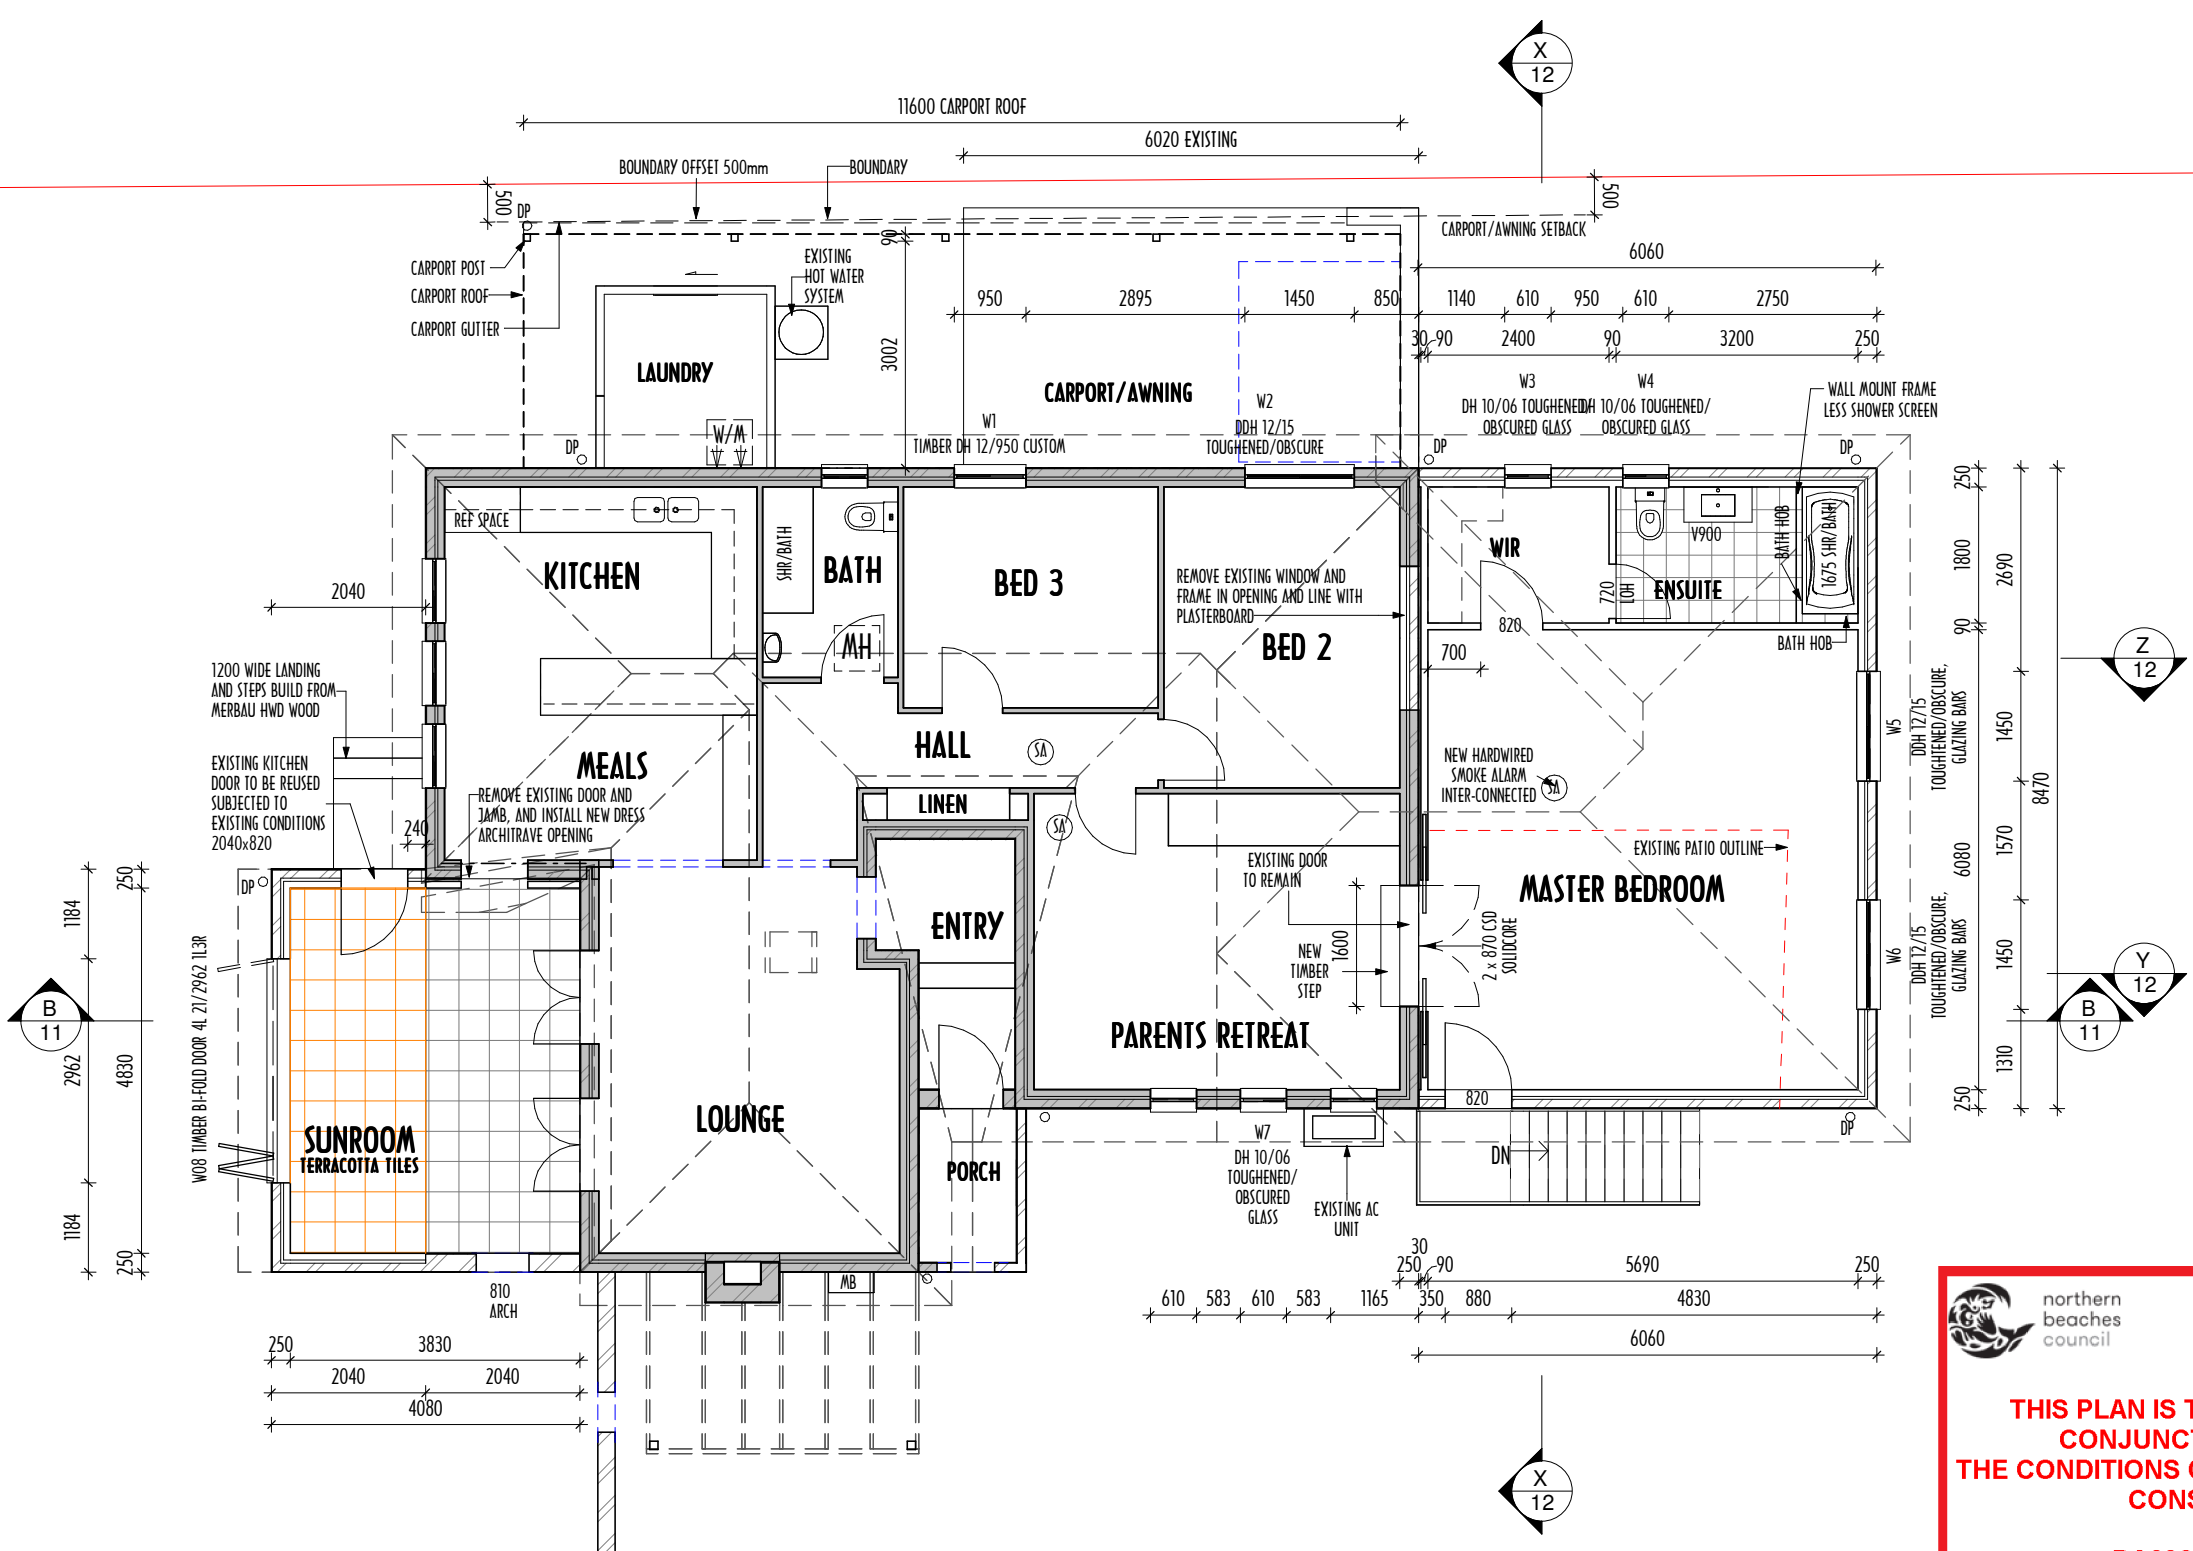 X
12
11600 CARPORT ROOF
6020 EXISTING
BOUNDARY OFFSET 500mm
BOUNDARY
500
DP
500
CARPORT/AWNING SETBACK
90
CARPORT POST
CARPORT ROOF
CARPORT GUTTER
EXISTING
HOT WATER
SYSTEM
3002
6060
950
2895
1450
850
1140
610
950
610
2750
30
90
2400
90
3200
250
LAUNDRY
CARPORT/AWNING
W/M
DP
W1
TIMBER DH 12/950 CUSTOM
W2
DDH 12/15
TOUGHENED/OBSCURE
W3
DH 10/06 TOUGHENED/
OBSCURED GLASS
W4
DH 10/06 TOUGHENED/
OBSCURED GLASS
WALL MOUNT FRAME
LESS SHOWER SCREEN
DP
DP
REF SPACE
KITCHEN
SHR/BATH
BATH
MH
BED 3
REMOVE EXISTING WINDOW AND
FRAME IN OPENING AND LINE WITH
PLASTERBOARD
BED 2
WIR
820
720
LOH
ENSUITE
V900
BATH HOB
1675 SHR/BATH
BATH HOB
700
250
1800
90
6080
250
2690
1450
1570
1450
1310
8470
Z
12
2040
1200 WIDE LANDING
AND STEPS BUILD FROM
MERBAU HWD WOOD
EXISTING KITCHEN
DOOR TO BE REUSED
SUBJECTED TO
EXISTING CONDITIONS
2040x820
240
MEALS
REMOVE EXISTING DOOR AND
JAMB, AND INSTALL NEW DRESS
ARCHITRAVE OPENING
HALL
SA
LINEN
SA
NEW HARDWIRED
SMOKE ALARM
INTER-CONNECTED
SA
W5
DDH 12/15
TOUGHTENED/OBSCURE,
GLAZING BARS
EXISTING PATIO OUTLINE
EXISTING DOOR
TO REMAIN
MASTER BEDROOM
1600
2 x 870 CSD
SOLIDCORE
NEW
TIMBER
STEP
W6
DDH 12/15
TOUGHTENED/OBSCURE,
GLAZING BARS
Y
12
B
11
B
11
DP
250
1184
2962
4830
1184
250
W08 TIMBER BI-FOLD DOOR 4L 21/2962 1L3R
ENTRY
PARENTS RETREAT
LOUNGE
SUNROOM
TERRACOTTA TILES
PORCH
820
DN
DP
W7
DH 10/06
TOUGHENED/
OBSCURED
GLASS
EXISTING AC
UNIT
810
ARCH
MB
30
250
90
5690
250
610
583
610
583
1165
350
880
4830
6060
250
3830
2040
2040
4080
X
12
northern
beaches
council
THIS PLAN IS T
CONJUNCT
THE CONDITIONS
CONS